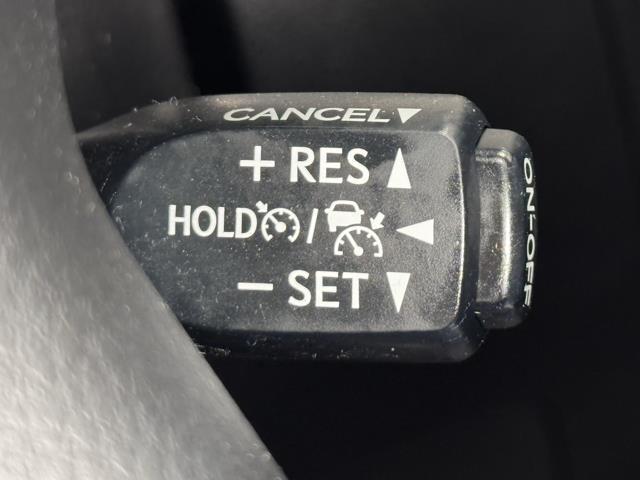 CANCEL▼
+ RES ▲
HOLD / ◀
− SET ▼
ON-OFF